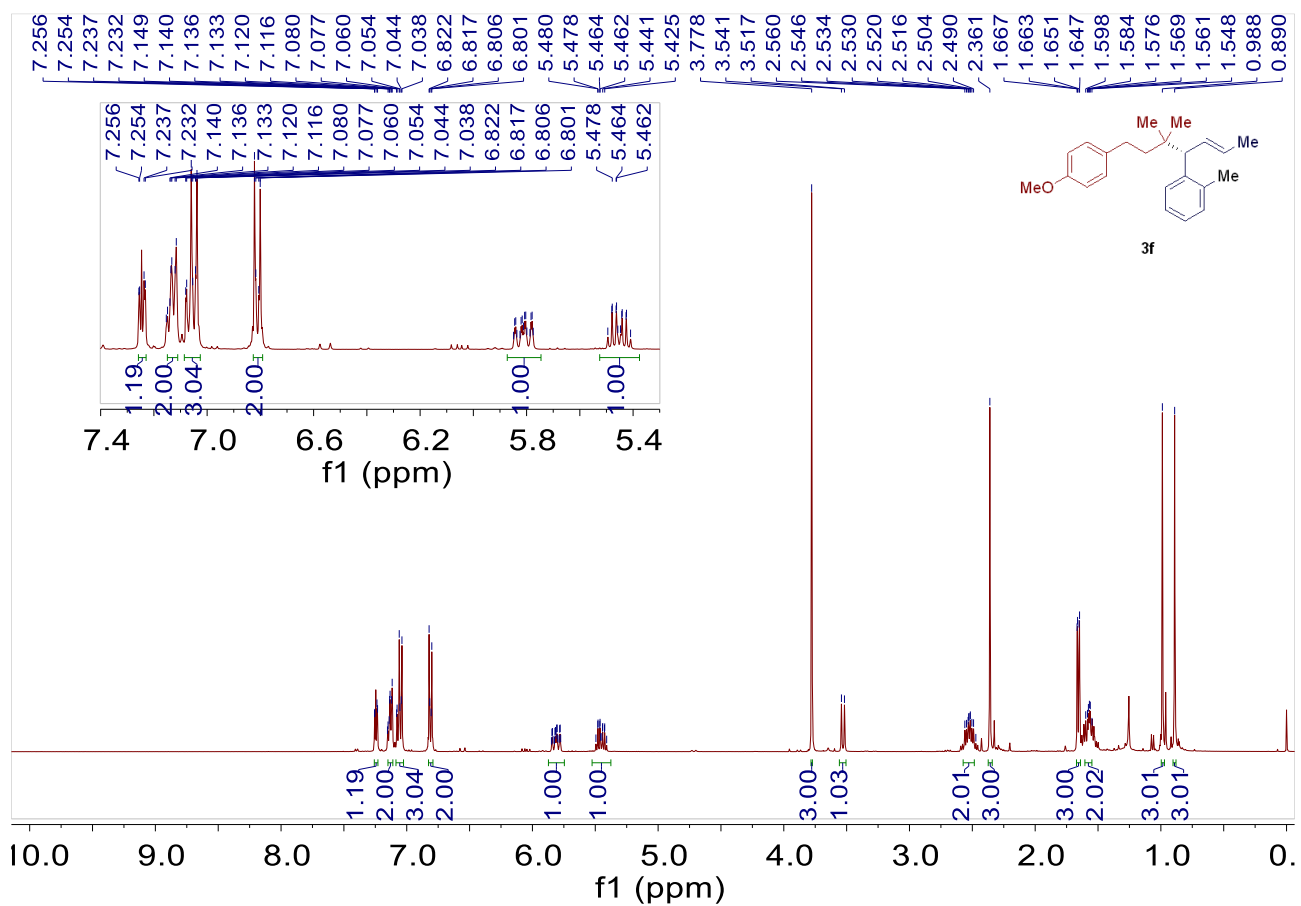 7.256 7.254 7.237 7.232 7.149 7.140 7.136 7.133 7.120 7.116 7.080 7.077 7.060 7.054 7.044 7.038 6.822 6.817 6.806 6.801 5.480 5.478 5.464 5.462 5.441 5.425 3.778 3.541 3.517 2.560 2.546 2.534 2.530 2.520 2.516 2.504 2.490 2.361 1.667 1.663 1.651 1.647 1.598 1.584 1.576 1.569 1.561 1.548 0.988 0.890
7.256 7.254 7.237 7.232 7.140 7.136 7.133 7.120 7.116 7.080 7.077 7.060 7.054 7.044 7.038 6.822 6.817 6.806 6.801 5.478 5.464 5.462
Me Me
Me
MeO
Me
3f
1.19 2.00 3.04 2.00 1.00 1.00
7.4 7.0 6.6 6.2 5.8 5.4
f1 (ppm)
1.19 2.00 3.04 2.00 1.00 1.00 3.00 1.03 2.01 3.00 3.00 2.02 3.01 3.01
10.0 9.0 8.0 7.0 6.0 5.0 4.0 3.0 2.0 1.0 0.
f1 (ppm)